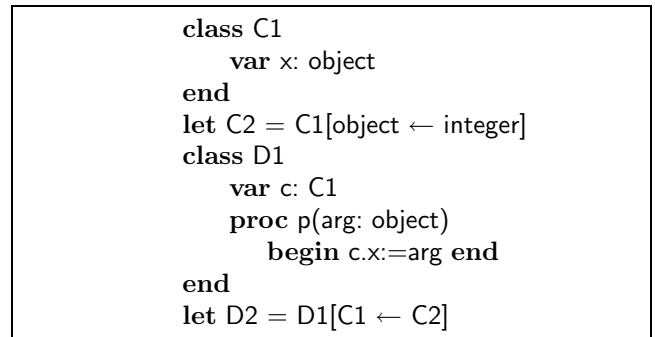 class C1
var x: object
end
let C2 = C1[object ← integer]
class D1
var c: C1
proc p(arg: object)
begin c.x:=arg end
end
let D2 = D1[C1 ← C2]